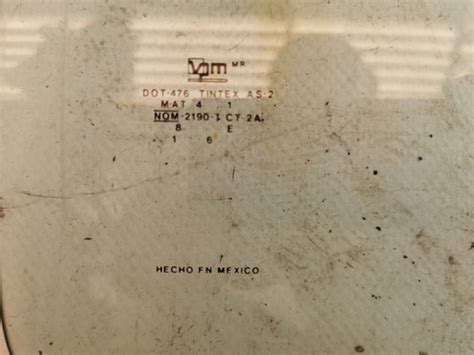 vpm MR
DOT-476 TINTEX AS-2
MAT 4 1
NOM-2190-1 CT 2A
8 E
1 6
HECHO EN MEXICO